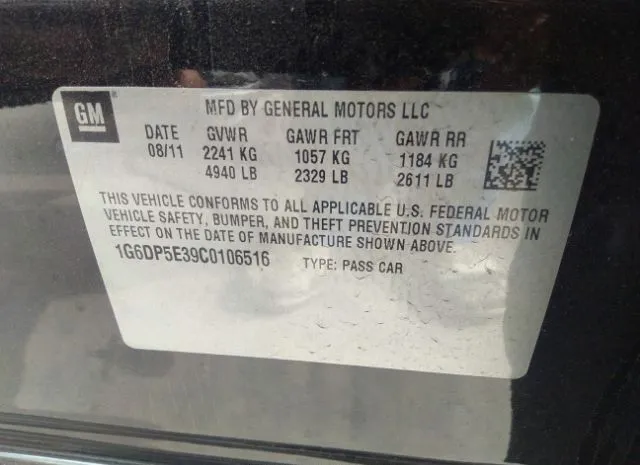 GM
MFD BY GENERAL MOTORS LLC
DATE GVWR GAWR FRT GAWR RR
08/11 2241 KG 1057 KG 1184 KG
4940 LB 2329 LB 2611 LB
THIS VEHICLE CONFORMS TO ALL APPLICABLE U.S. FEDERAL MOTOR
VEHICLE SAFETY, BUMPER, AND THEFT PREVENTION STANDARDS IN
EFFECT ON THE DATE OF MANUFACTURE SHOWN ABOVE.
1G6DP5E39C0106516 TYPE: PASS CAR